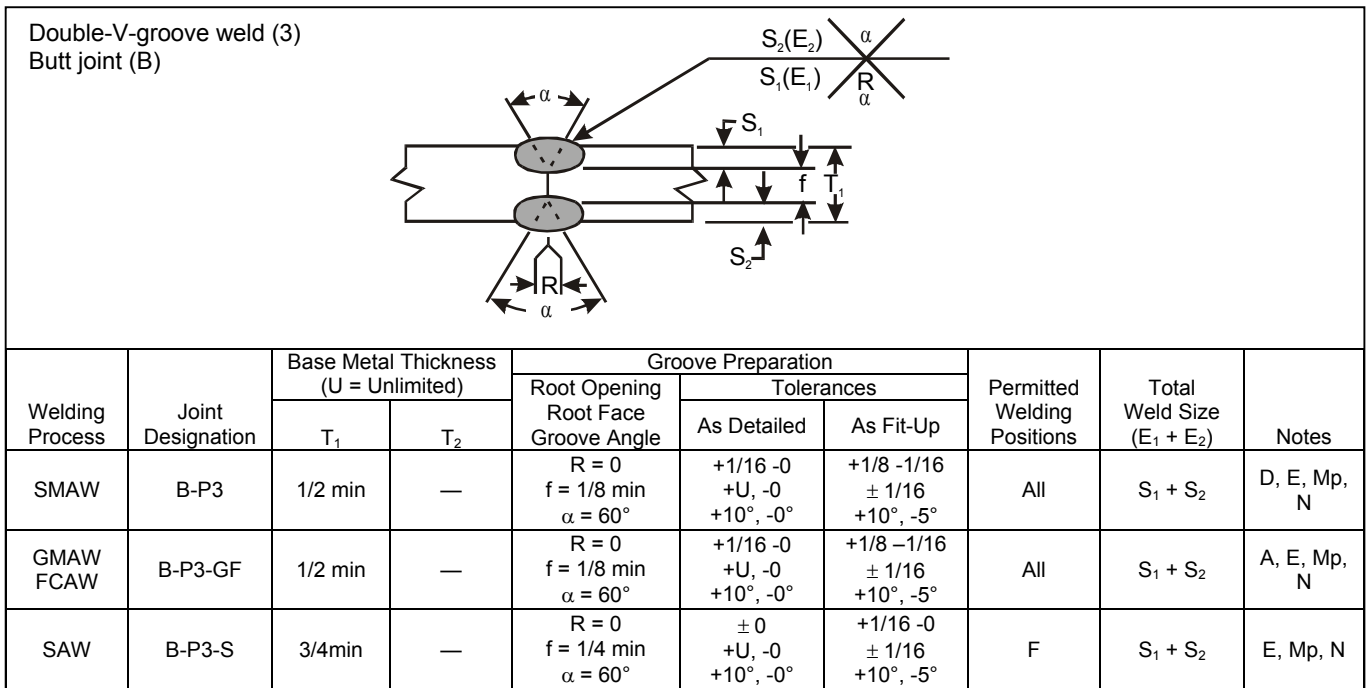 Double-V-groove weld (3)
Butt joint (B)
S₂(E₂)
α
S₁(E₁)
R
α
α
S₁
f
T₁
S₂
R
α
Welding Process
Joint Designation
Base Metal Thickness
(U = Unlimited)
T₁
T₂
Groove Preparation
Root Opening
Root Face
Groove Angle
Tolerances
As Detailed
As Fit-Up
Permitted
Welding
Positions
Total
Weld Size
(E₁ + E₂)
Notes
SMAW
B-P3
1/2 min
—
R = 0
f = 1/8 min
α = 60°
+1/16 -0
+U, -0
+10°, -0°
+1/8 -1/16
± 1/16
+10°, -5°
All
S₁ + S₂
D, E, Mp,
N
GMAW
FCAW
B-P3-GF
1/2 min
—
R = 0
f = 1/8 min
α = 60°
+1/16 -0
+U, -0
+10°, -0°
+1/8 –1/16
± 1/16
+10°, -5°
All
S₁ + S₂
A, E, Mp,
N
SAW
B-P3-S
3/4min
—
R = 0
f = 1/4 min
α = 60°
± 0
+U, -0
+10°, -0°
+1/16 -0
± 1/16
+10°, -5°
F
S₁ + S₂
E, Mp, N